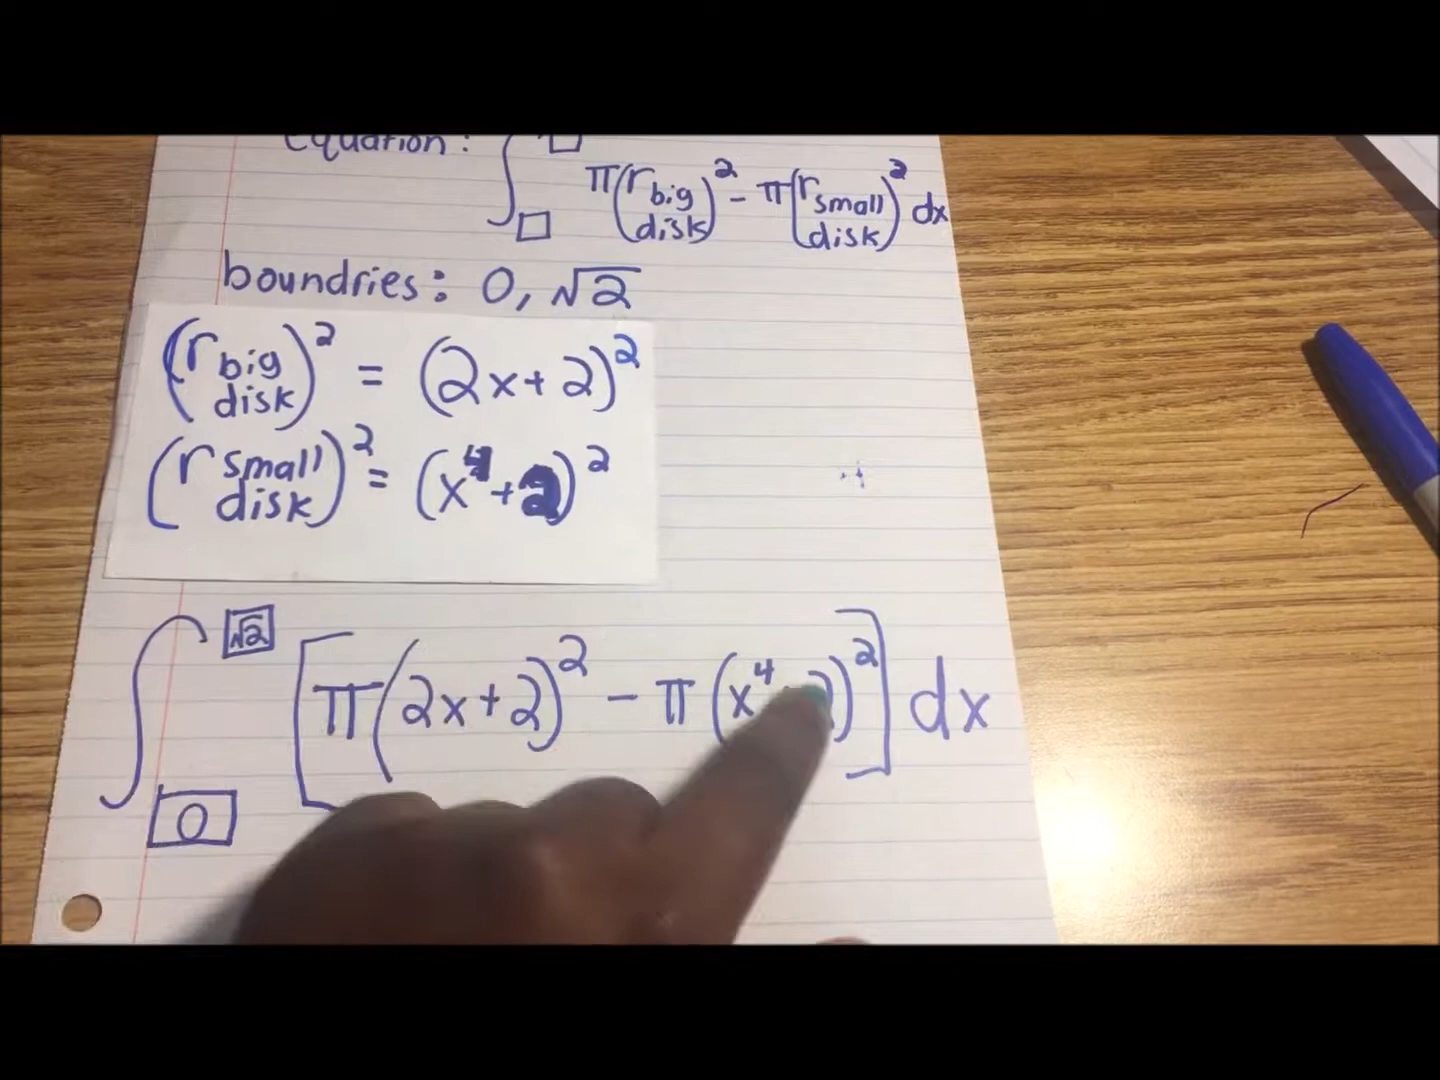 Equation: ∫ π(r big disk)² - π(r small disk)² dx
boundries: 0, √2
(r big disk)² = (2x+2)²
(r small disk)² = (x⁴+2)²
∫ √2 0 [π(2x+2)² - π(x⁴ 2)²] dx